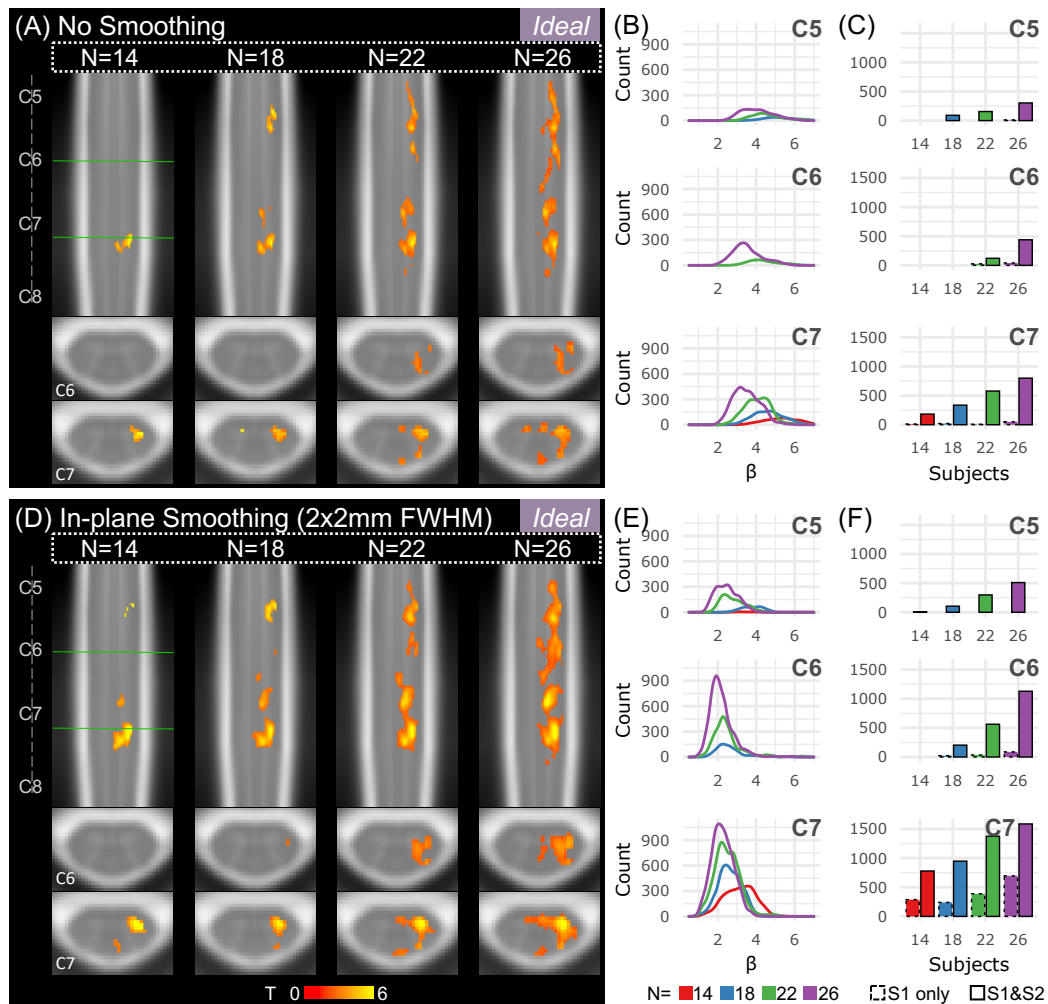 (A) No Smoothing
Ideal
N=14 N=18 N=22 N=26
C5
C6
C7
C8
C6
C7
(B)
C5
Count
900
600
300
0
2 4 6
C6
Count
900
600
300
0
2 4 6
C7
Count
900
600
300
0
2 4 6
β
(C)
C5
1500
1000
500
0
14 18 22 26
C6
1500
1000
500
0
14 18 22 26
C7
1500
1000
500
0
14 18 22 26
Subjects
(D) In-plane Smoothing (2x2mm FWHM)
Ideal
N=14 N=18 N=22 N=26
C5
C6
C7
C8
C6
C7
T 0 6
(E)
C5
Count
900
600
300
0
2 4 6
C6
Count
900
600
300
0
2 4 6
C7
Count
900
600
300
0
2 4 6
β
(F)
C5
1500
1000
500
0
14 18 22 26
C6
1500
1000
500
0
14 18 22 26
C7
1500
1000
500
0
14 18 22 26
Subjects
N= 14 18 22 26 S1 only S1&S2